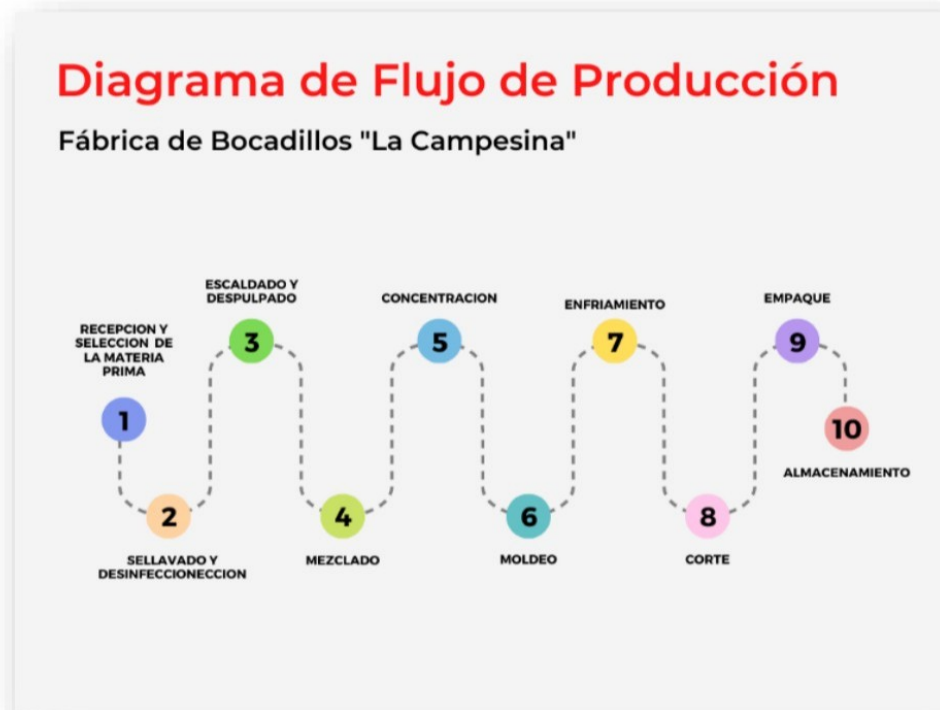 Diagrama de Flujo de Producción
Fábrica de Bocadillos "La Campesina"
RECEPCION Y
SELECCION DE
LA MATERIA
PRIMA
1
2
SELLAVADO Y
DESINFECCIONECCION
ESCALDADO Y
DESPULPADO
3
4
MEZCLADO
CONCENTRACION
5
6
MOLDEO
ENFRIAMIENTO
7
8
CORTE
EMPAQUE
9
10
ALMACENAMIENTO